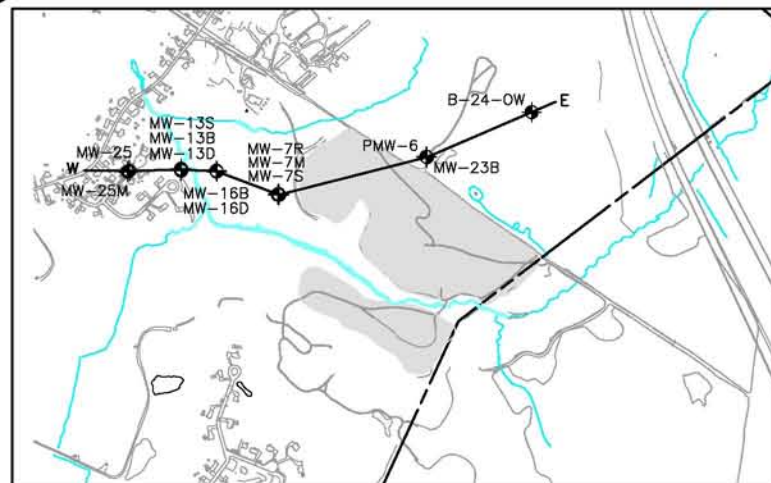 W
MW-25
MW-25M
MW-13S
MW-13B
MW-13D
MW-16B
MW-16D
MW-7R
MW-7M
MW-7S
PMW-6
MW-23B
B-24-OW
E